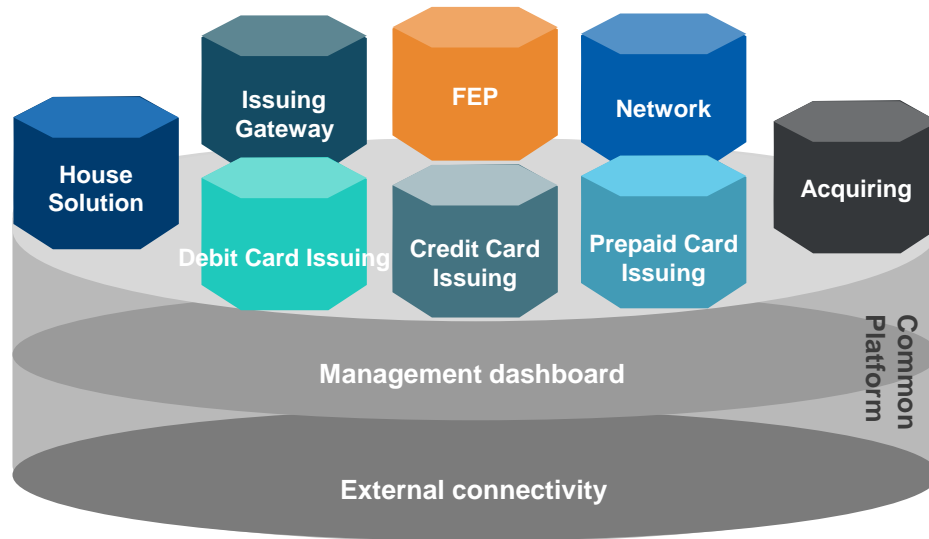 Issuing
Gateway
FEP
Network
House
Solution
Acquiring
Debit Card Issuing
Credit Card
Issuing
Prepaid Card
Issuing
Common
Platform
Management dashboard
External connectivity